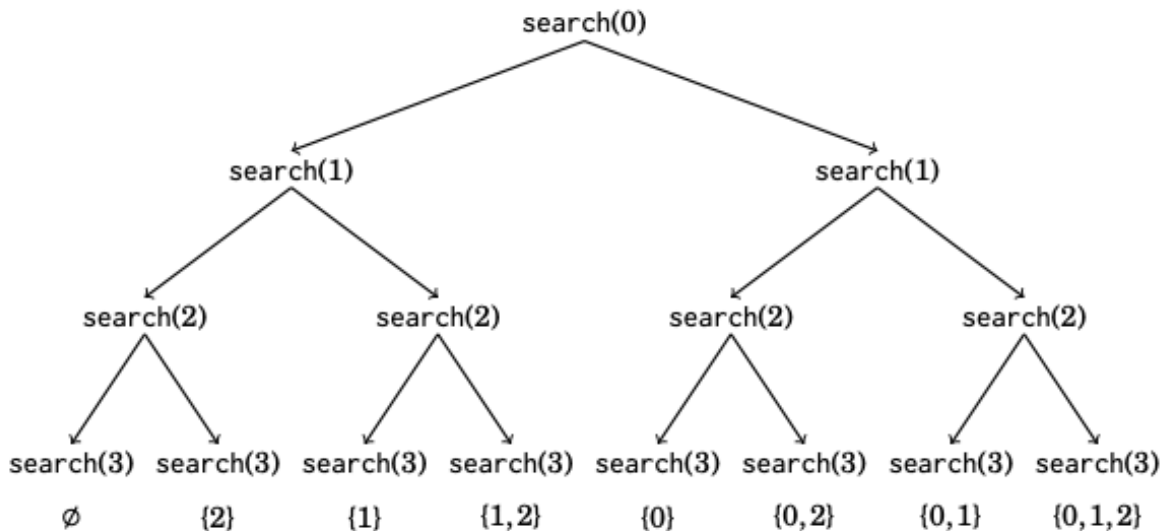 search(0)
search(1) search(1)
search(2) search(2) search(2) search(2)
search(3) search(3) search(3) search(3) search(3) search(3) search(3) search(3)
∅ {2} {1} {1,2} {0} {0,2} {0,1} {0,1,2}